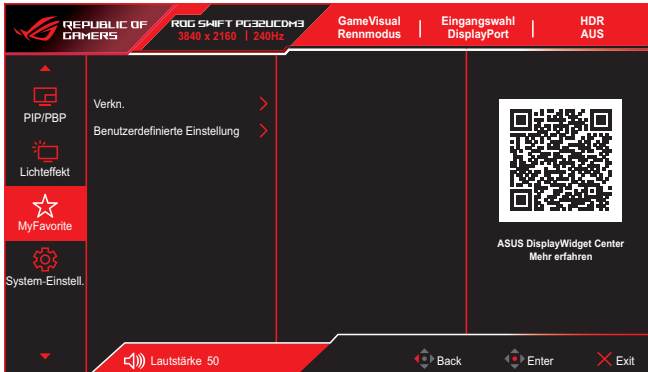 REPUBLIC OF
GAMERS
ROG SWIFT PG32UCDM3
3840 x 2160 | 240Hz
GameVisual
Rennmodus
Eingangswahl
DisplayPort
HDR
AUS
PIP/PBP
Lichteffekt
MyFavorite
System-Einstell.
Verkn.
Benutzerdefinierte Einstellung
ASUS DisplayWidget Center
Mehr erfahren
Lautstärke 50
Back
Enter
Exit